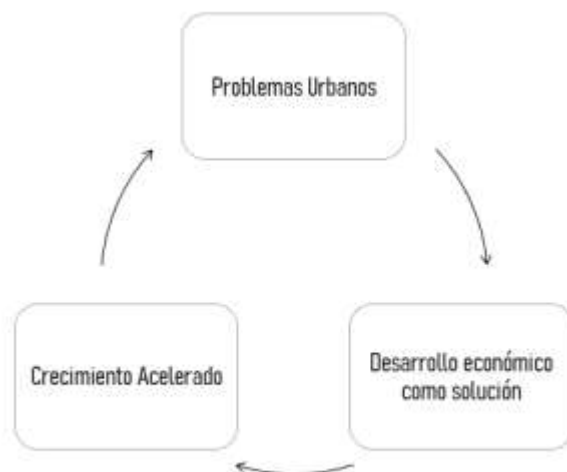 Problemas Urbanos
Desarrollo económico
como solución
Crecimiento Acelerado